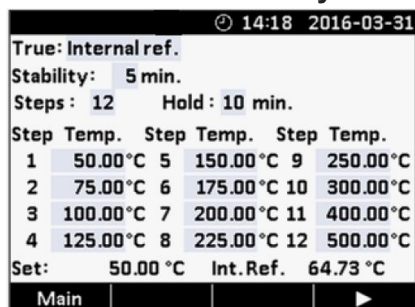 14:18 2016-03-31
True: Internal ref.
Stability: 5 min.
Steps: 12 Hold: 10 min.
Step Temp. Step Temp. Step Temp.
1 50.00°C 5 150.00°C 9 250.00°C
2 75.00°C 6 175.00°C 10 300.00°C
3 100.00°C 7 200.00°C 11 400.00°C
4 125.00°C 8 225.00°C 12 500.00°C
Set: 50.00 °C Int.Ref. 64.73 °C
Main